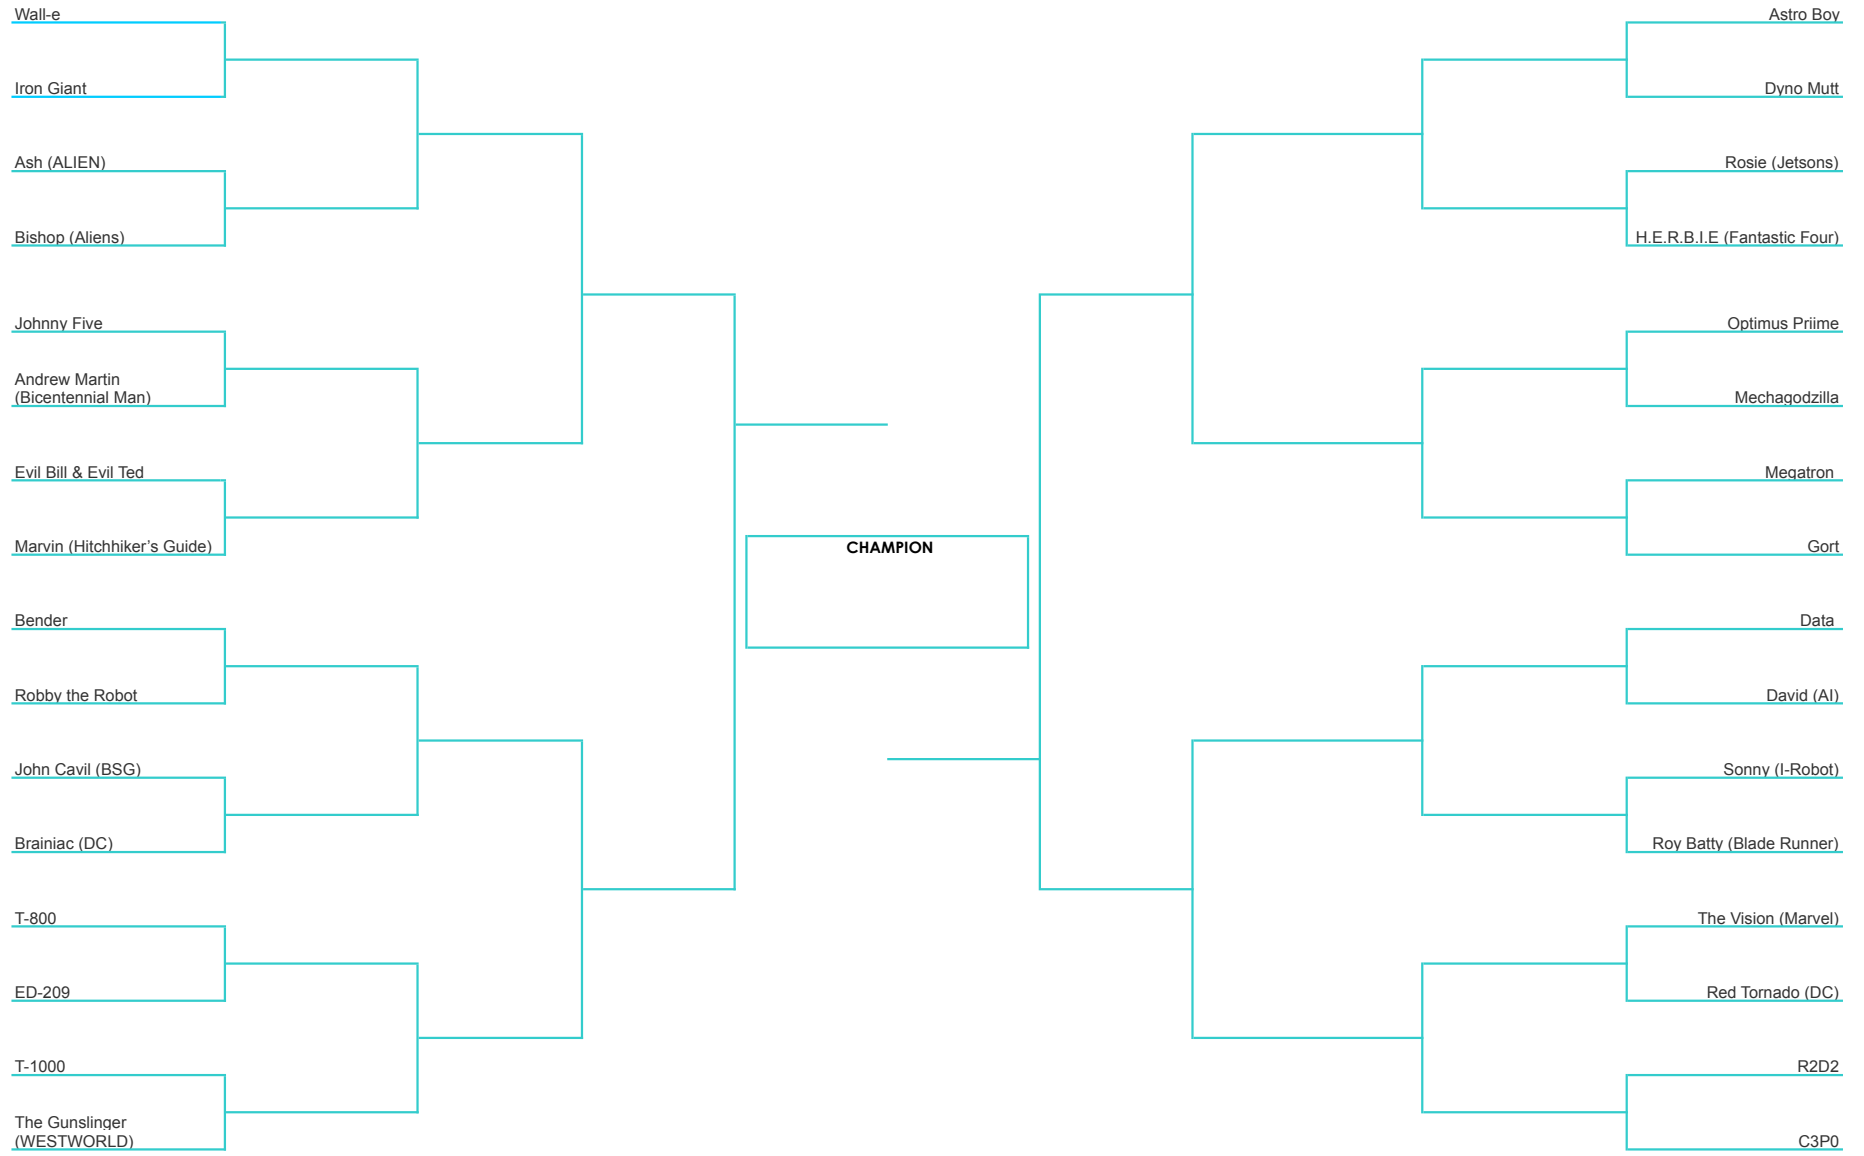 Wall-e
Iron Giant
Ash (ALIEN)
Bishop (Aliens)
Johnny Five
Andrew Martin
(Bicentennial Man)
Evil Bill & Evil Ted
Marvin (Hitchhiker's Guide)
Bender
Robby the Robot
John Cavil (BSG)
Brainiac (DC)
T-800
ED-209
T-1000
The Gunslinger
(WESTWORLD)
CHAMPION
Astro Boy
Dyno Mutt
Rosie (Jetsons)
H.E.R.B.I.E (Fantastic Four)
Optimus Priime
Mechagodzilla
Megatron
Gort
Data
David (AI)
Sonny (I-Robot)
Roy Batty (Blade Runner)
The Vision (Marvel)
Red Tornado (DC)
R2D2
C3P0